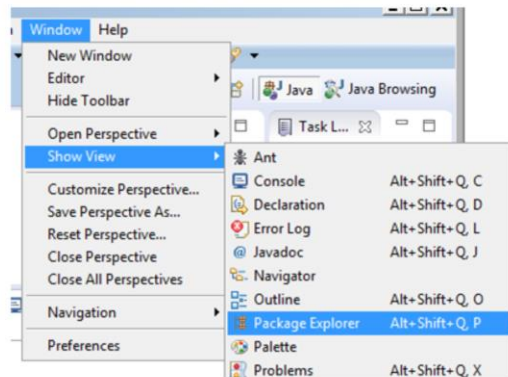 Window Help
New Window
Editor
Hide Toolbar
Open Perspective
Show View
Customize Perspective...
Save Perspective As...
Reset Perspective...
Close Perspective
Close All Perspectives
Navigation
Preferences
Java Java Browsing
Task L...
Ant
Console Alt+Shift+Q, C
Declaration Alt+Shift+Q, D
Error Log Alt+Shift+Q, L
Javadoc Alt+Shift+Q, J
Navigator
Outline Alt+Shift+Q, O
Package Explorer Alt+Shift+Q, P
Palette
Problems Alt+Shift+Q, X